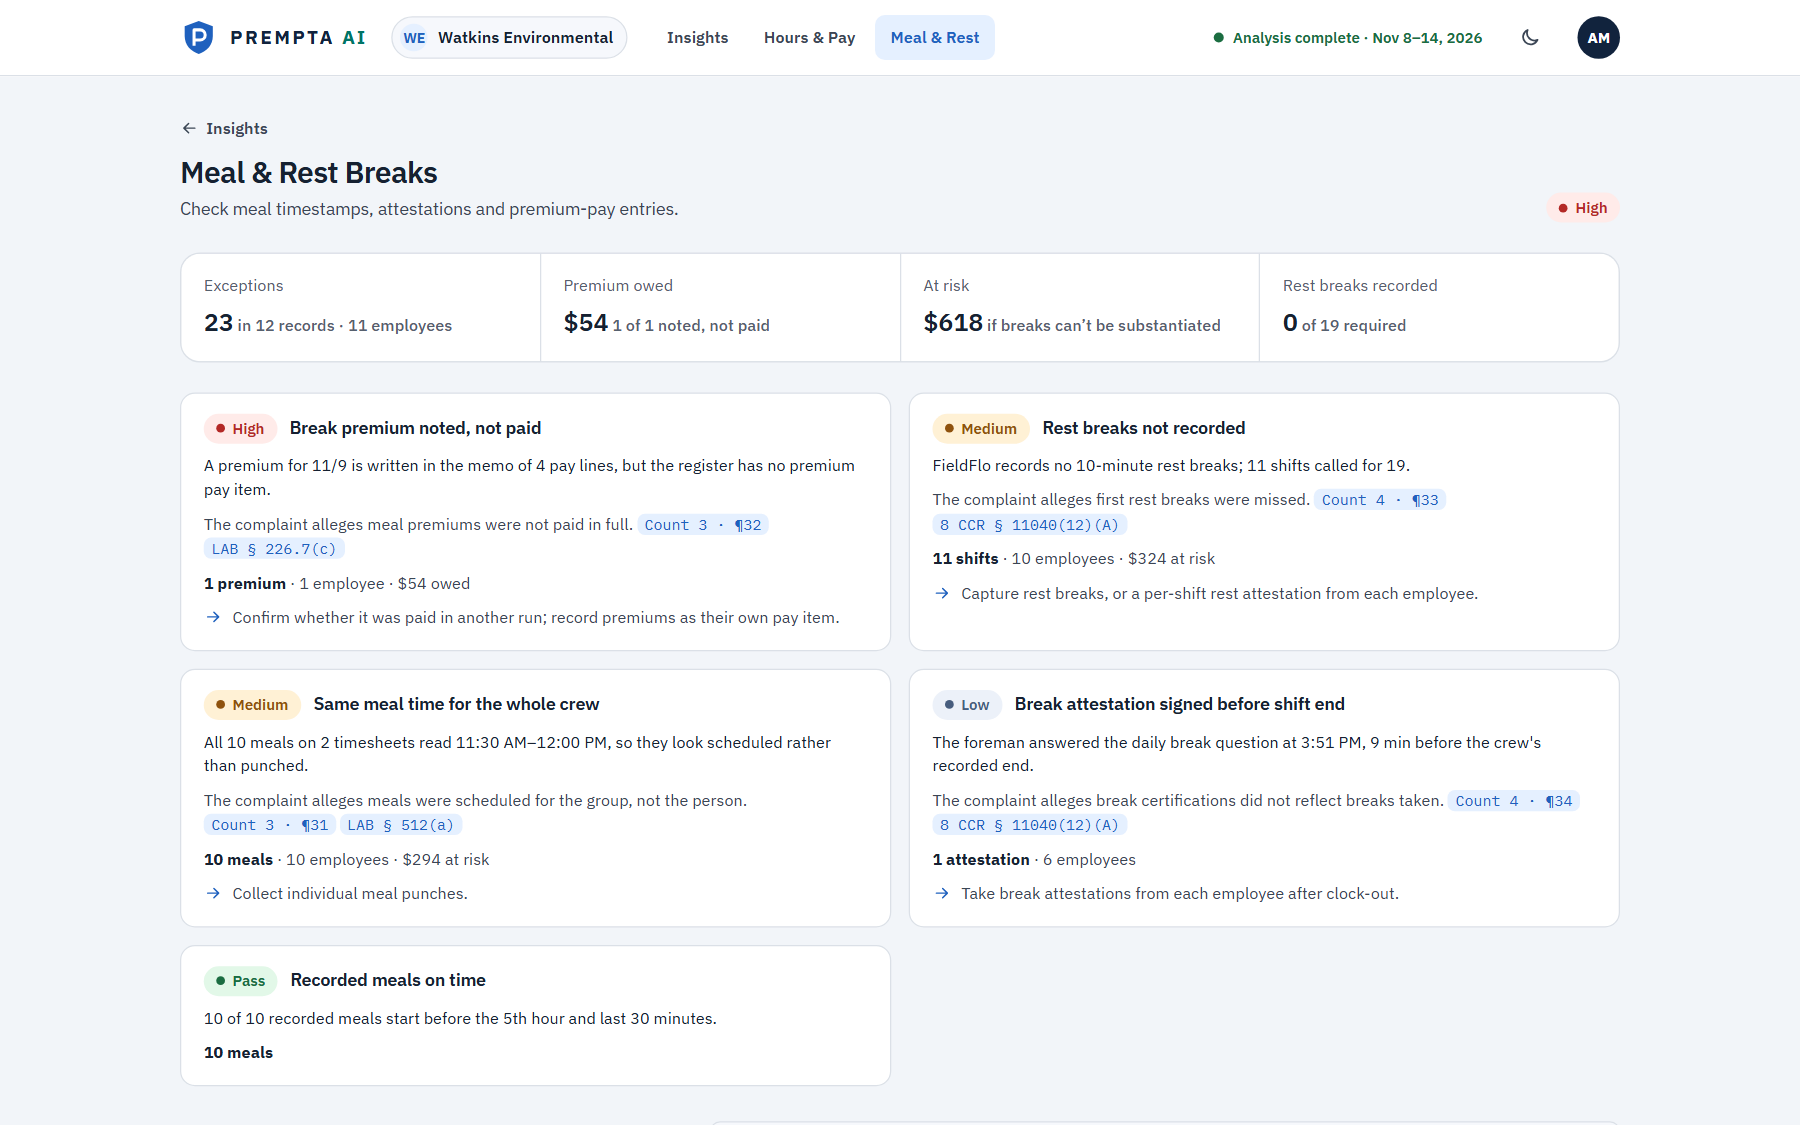 PREMPTA AI
WE Watkins Environmental
Insights
Hours & Pay
Meal & Rest
Analysis complete · Nov 8–14, 2026
AM
← Insights
Meal & Rest Breaks
Check meal timestamps, attestations and premium-pay entries.
High
Exceptions
23 in 12 records · 11 employees
Premium owed
$54 1 of 1 noted, not paid
At risk
$618 if breaks can’t be substantiated
Rest breaks recorded
0 of 19 required
High Break premium noted, not paid
A premium for 11/9 is written in the memo of 4 pay lines, but the register has no premium
pay item.
The complaint alleges meal premiums were not paid in full. Count 3 · ¶32
LAB § 226.7(c)
1 premium · 1 employee · $54 owed
→ Confirm whether it was paid in another run; record premiums as their own pay item.
Medium Rest breaks not recorded
FieldFlo records no 10-minute rest breaks; 11 shifts called for 19.
The complaint alleges first rest breaks were missed. Count 4 · ¶33
8 CCR § 11040(12)(A)
11 shifts · 10 employees · $324 at risk
→ Capture rest breaks, or a per-shift rest attestation from each employee.
Medium Same meal time for the whole crew
All 10 meals on 2 timesheets read 11:30 AM–12:00 PM, so they look scheduled rather
than punched.
The complaint alleges meals were scheduled for the group, not the person.
Count 3 · ¶31 LAB § 512(a)
10 meals · 10 employees · $294 at risk
→ Collect individual meal punches.
Low Break attestation signed before shift end
The foreman answered the daily break question at 3:51 PM, 9 min before the crew's
recorded end.
The complaint alleges break certifications did not reflect breaks taken. Count 4 · ¶34
8 CCR § 11040(12)(A)
1 attestation · 6 employees
→ Take break attestations from each employee after clock-out.
Pass Recorded meals on time
10 of 10 recorded meals start before the 5th hour and last 30 minutes.
10 meals